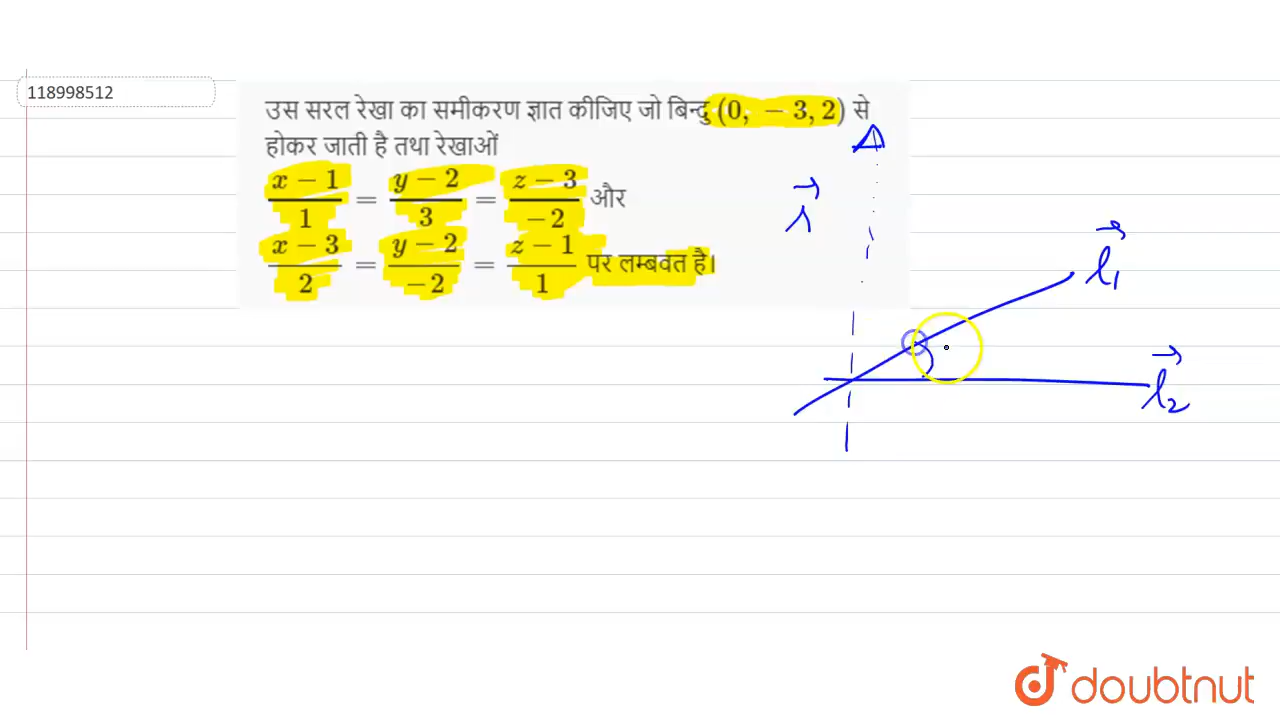 118998512
उस सरल रेखा का समीकरण ज्ञात कीजिए जो बिन्दु (0, −3, 2) से
होकर जाती है तथा रेखाओं
(x − 1)/1 = (y − 2)/3 = (z − 3)/−2 और
(x − 3)/2 = (y − 2)/−2 = (z − 1)/1 पर लम्बवत है।
l₁
l₂
doubtnut